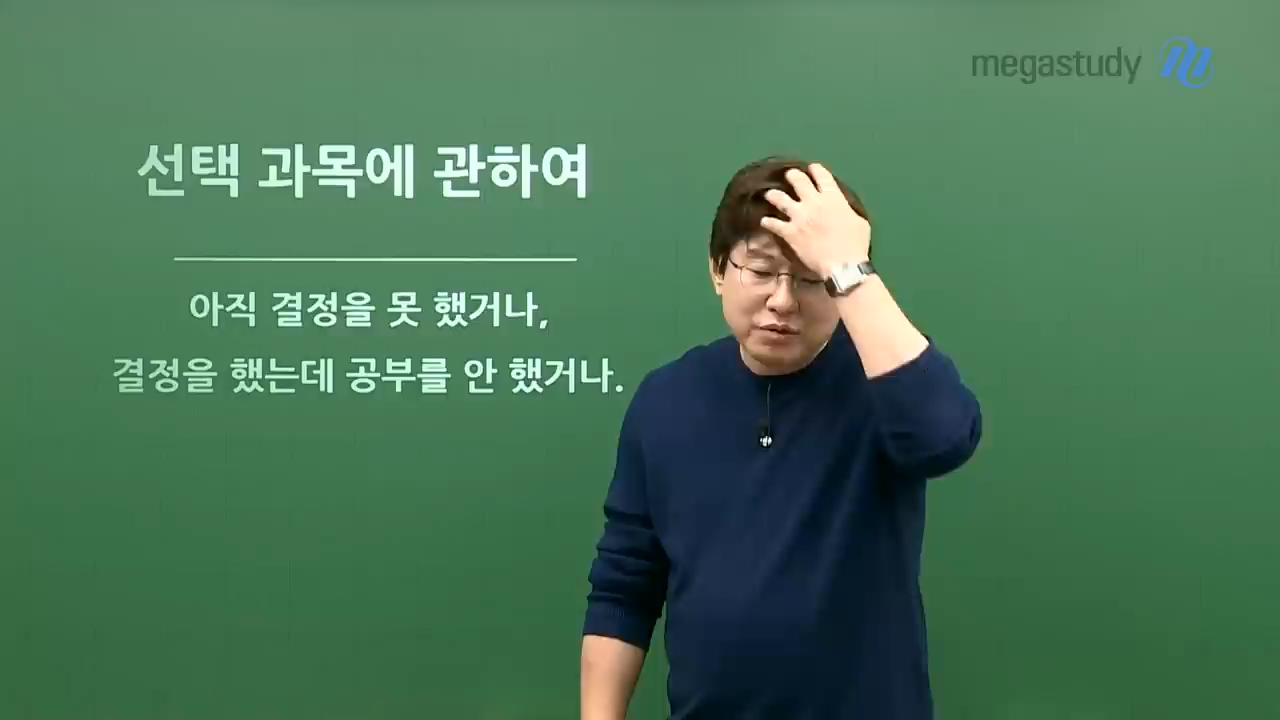 megastudy
선택 과목에 관하여
아직 결정을 못 했거나,
결정을 했는데 공부를 안 했거나.